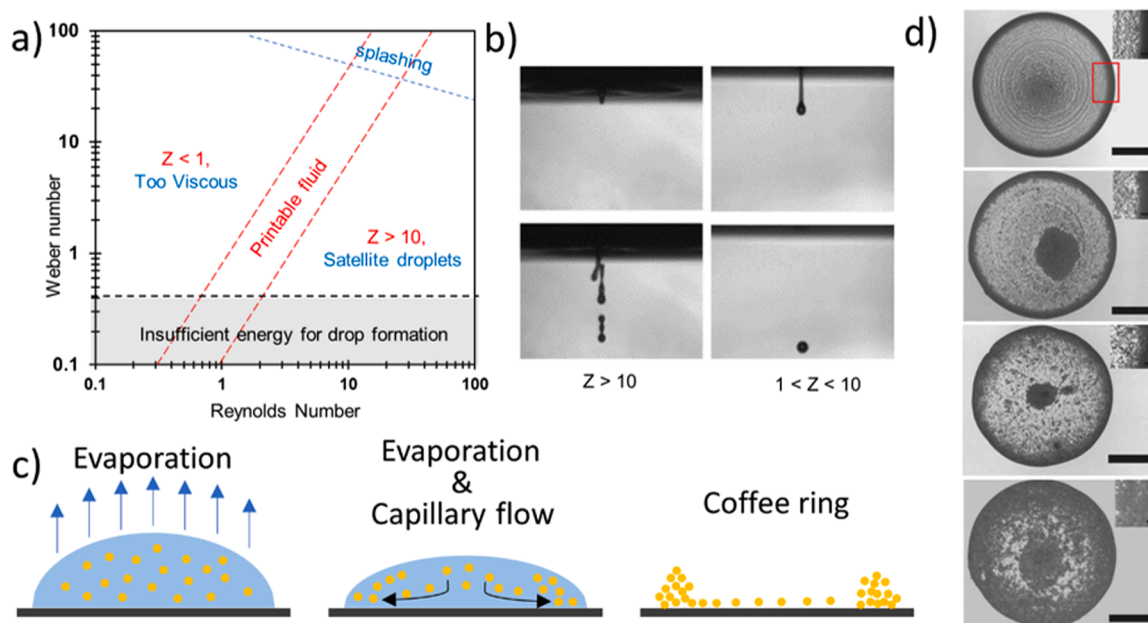 a)
100
10
1
0.1
Weber number
0.1
1
10
100
Reynolds Number
splashing
Z < 1,
Too Viscous
Printable fluid
Z > 10,
Satellite droplets
Insufficient energy for drop formation
b)
Z > 10
1 < Z < 10
c)
Evaporation
Evaporation
&
Capillary flow
Coffee ring
d)